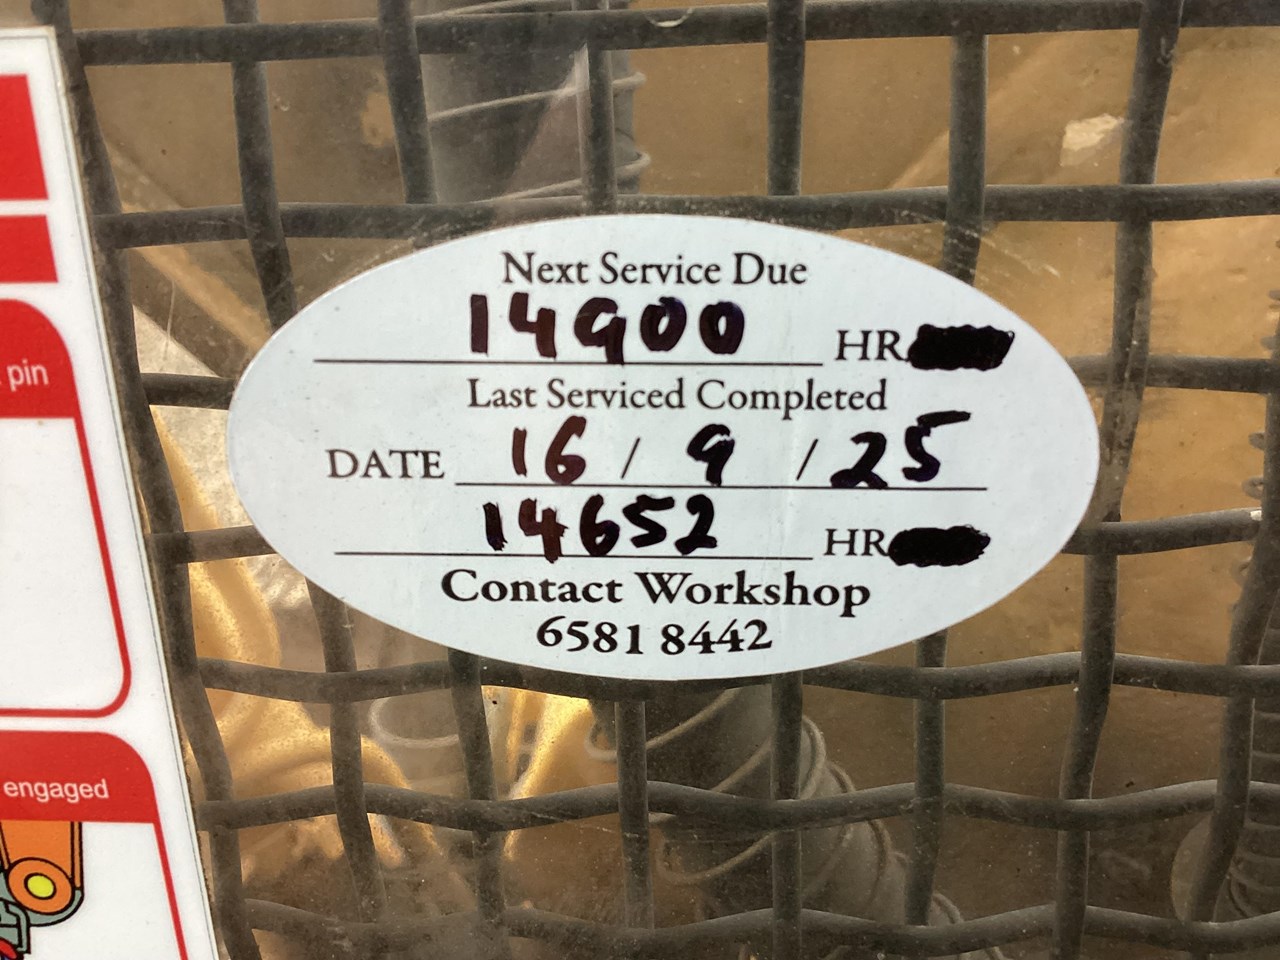 Next Service Due
14900 HR
Last Serviced Completed
DATE 16 / 9 / 25
14652 HR
Contact Workshop
6581 8442
pin
engaged